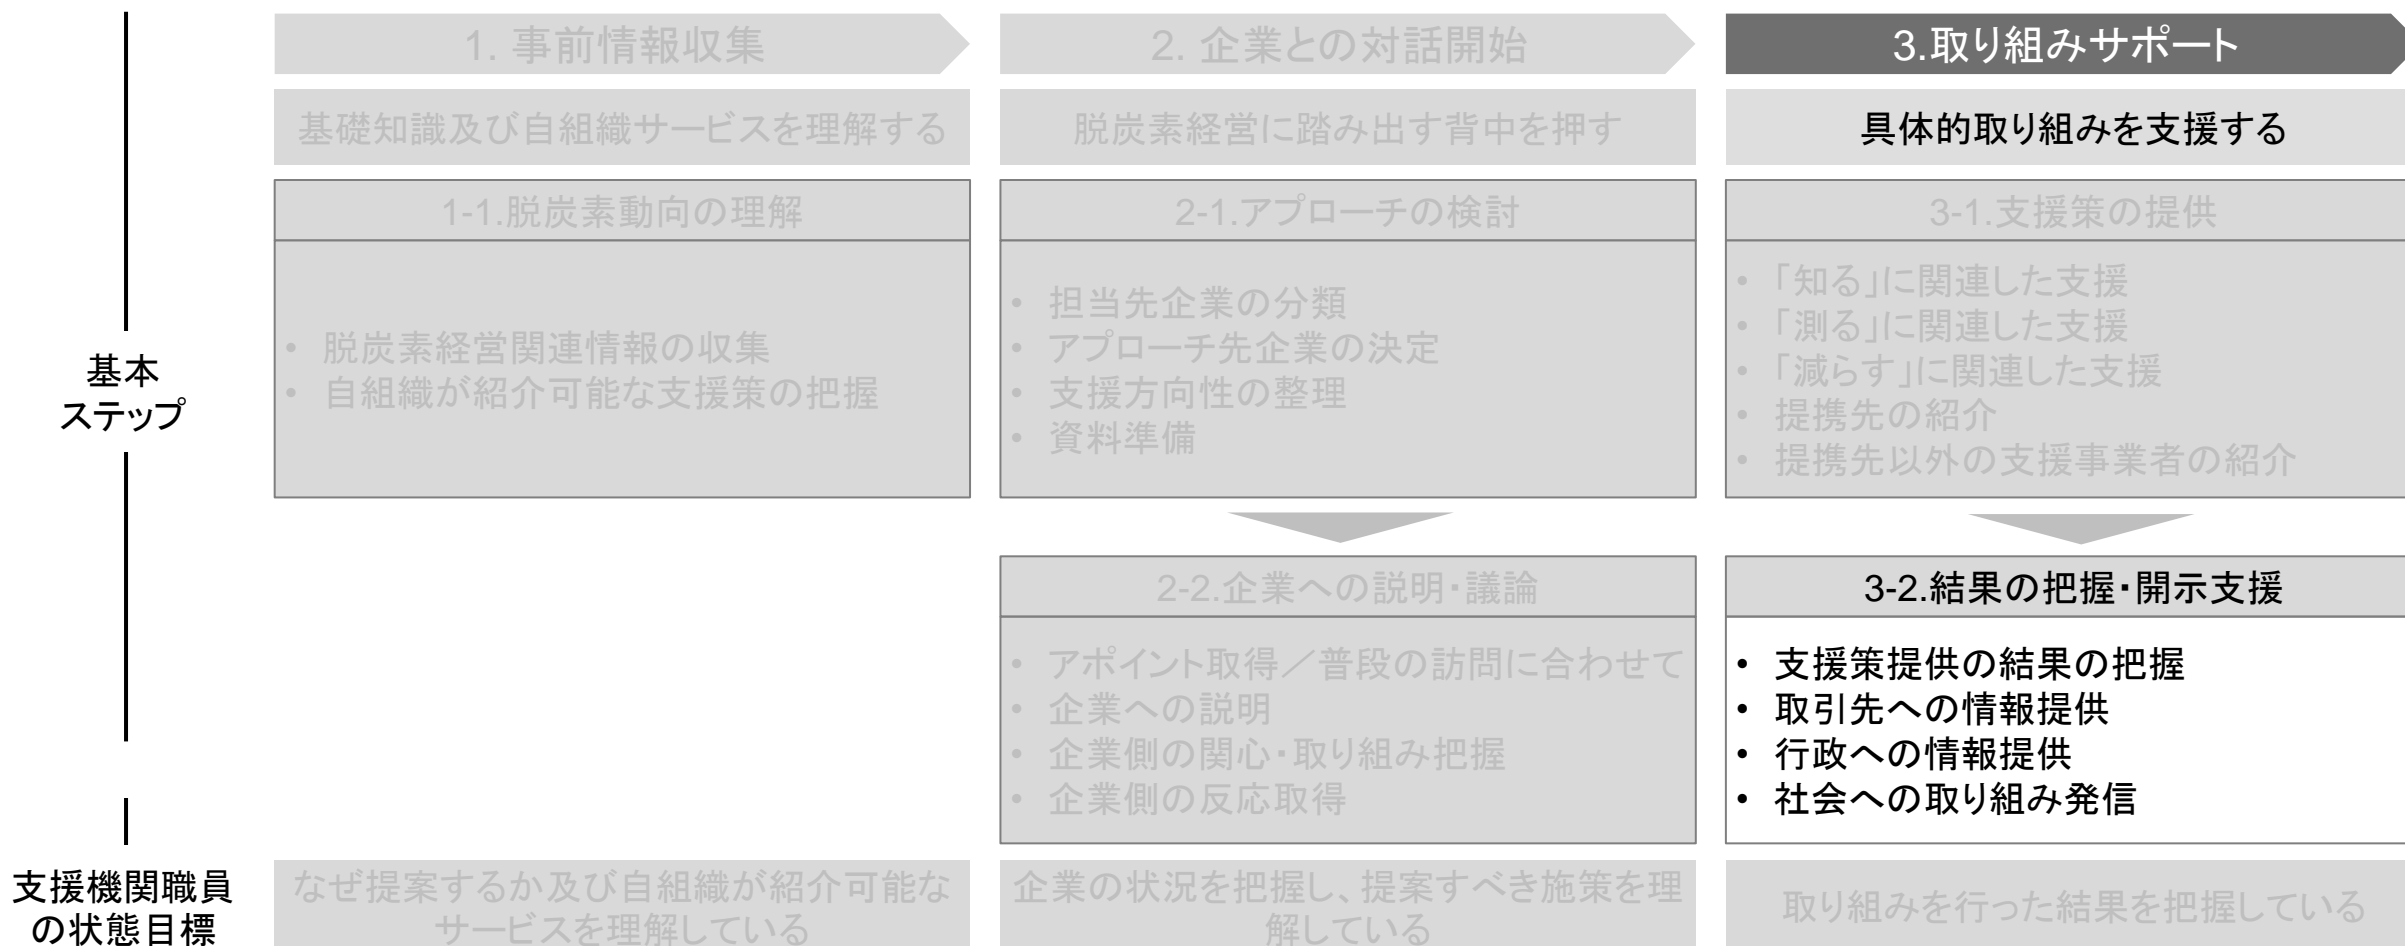 1. 事前情報収集
2. 企業との対話開始
3.取り組みサポート
基礎知識及び自組織サービスを理解する
脱炭素経営に踏み出す背中を押す
具体的取り組みを支援する
基本
ステップ
1-1.脱炭素動向の理解
• 脱炭素経営関連情報の収集
• 自組織が紹介可能な支援策の把握
2-1.アプローチの検討
• 担当先企業の分類
• アプローチ先企業の決定
• 支援方向性の整理
• 資料準備
3-1.支援策の提供
• 「知る」に関連した支援
• 「測る」に関連した支援
• 「減らす」に関連した支援
• 提携先の紹介
• 提携先以外の支援事業者の紹介
2-2.企業への説明・議論
• アポイント取得／普段の訪問に合わせて
• 企業への説明
• 企業側の関心・取り組み把握
• 企業側の反応取得
3-2.結果の把握・開示支援
• 支援策提供の結果の把握
• 取引先への情報提供
• 行政への情報提供
• 社会への取り組み発信
支援機関職員
の状態目標
なぜ提案するか及び自組織が紹介可能な
サービスを理解している
企業の状況を把握し、提案すべき施策を理
解している
取り組みを行った結果を把握している